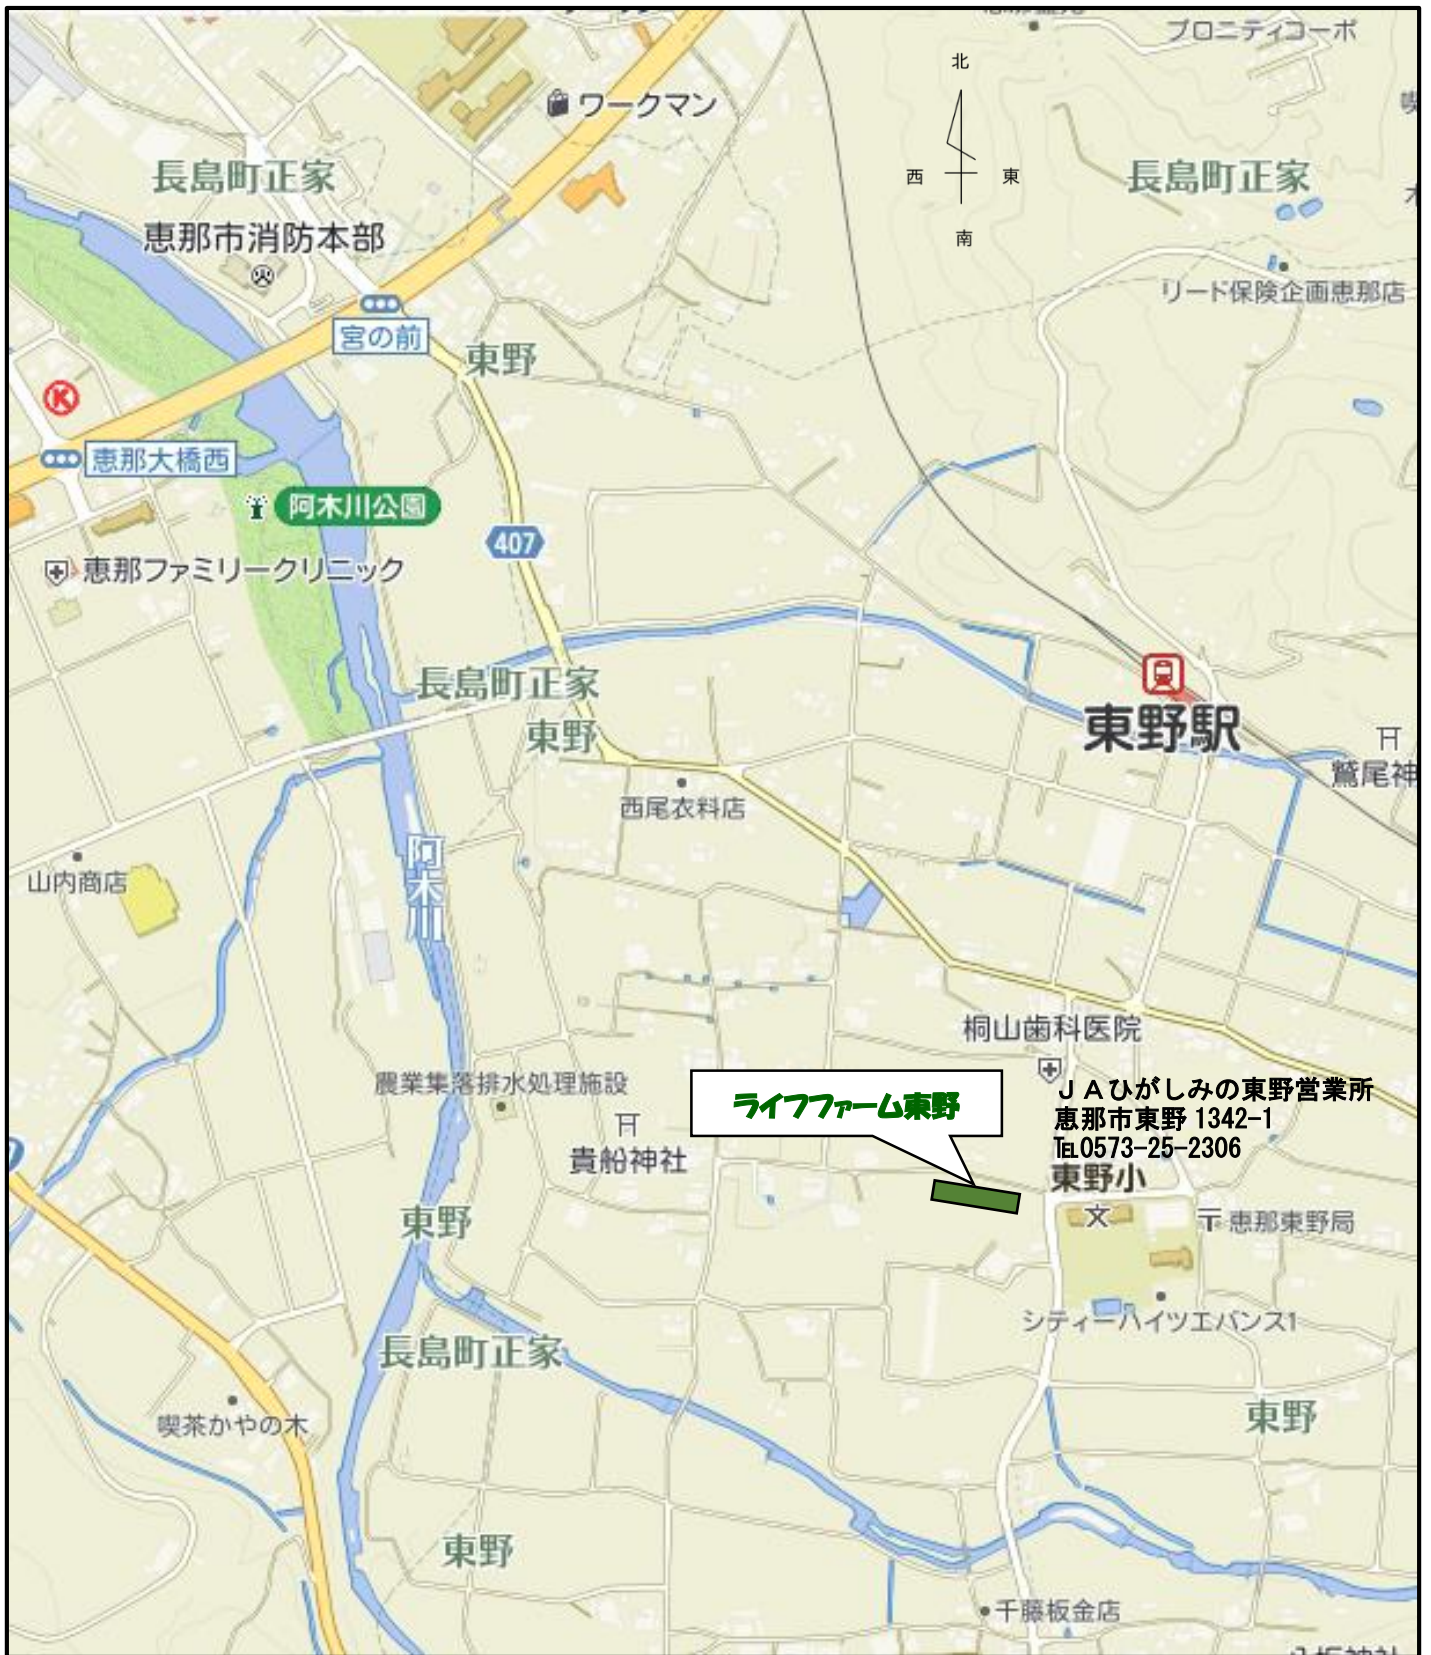 プロニティコーポ
北
ワークマン
長島町正家
西
東
長島町正家
恵那市消防本部
南
リード保険企画恵那店
宮の前
東野
K
恵那大橋西
阿木川公園
407
恵那ファミリークリニック
長島町正家
東野駅
東野
鷲尾神
西尾衣料店
山内商店
阿木川
桐山歯科医院
農業集落排水処理施設
ＪＡひがしみの東野営業所
ライフファーム東野
恵那市東野 1342-1
℡0573-25-2306
貴船神社
東野小
東野
恵那東野局
シティーハイツエバンス1
長島町正家
喫茶かやの木
東野
東野
千藤板金店